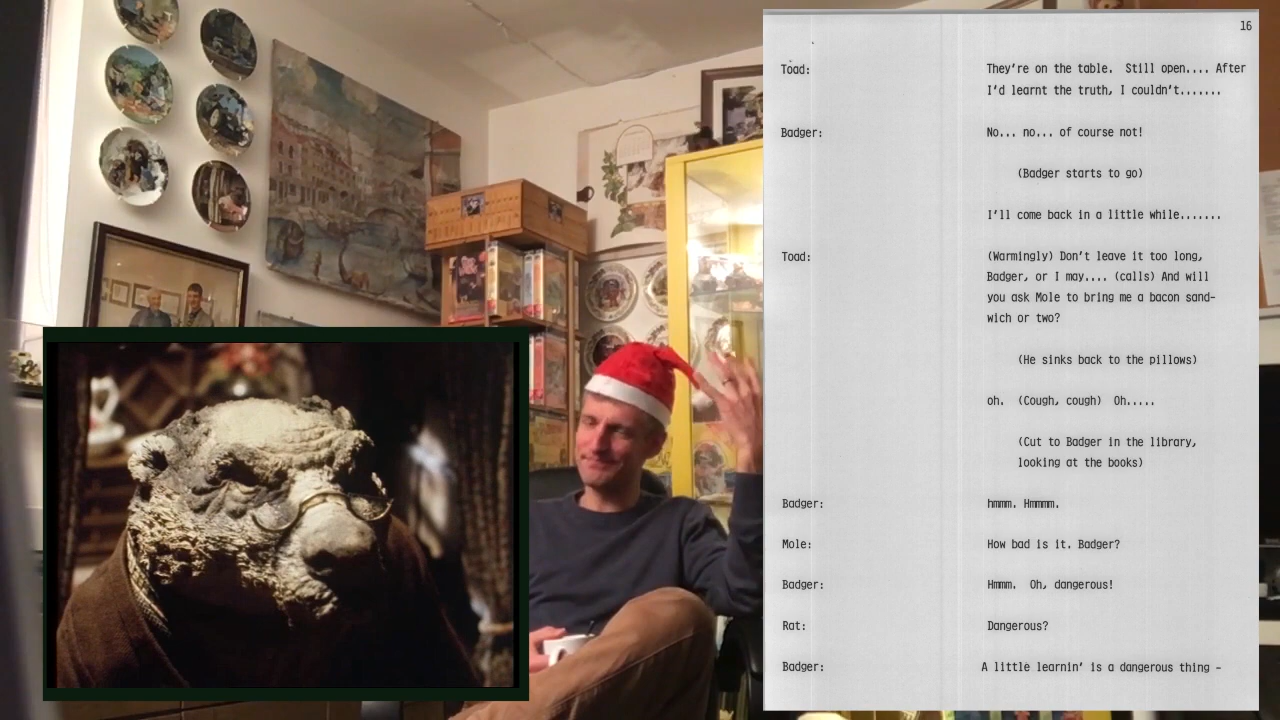 16
Toad: They're on the table. Still open.... After
I'd learnt the truth, I couldn't.......
Badger: No... no... of course not!
(Badger starts to go)
I'll come back in a little while.......
Toad: (Warmingly) Don't leave it too long,
Badger, or I may.... (calls) And will
you ask Mole to bring me a bacon sand-
wich or two?
(He sinks back to the pillows)
oh. (Cough, cough) Oh.....
(Cut to Badger in the library,
looking at the books)
Badger: hmmm. Hmmmm.
Mole: How bad is it. Badger?
Badger: Hmmm. Oh, dangerous!
Rat: Dangerous?
Badger: A little learnin' is a dangerous thing -